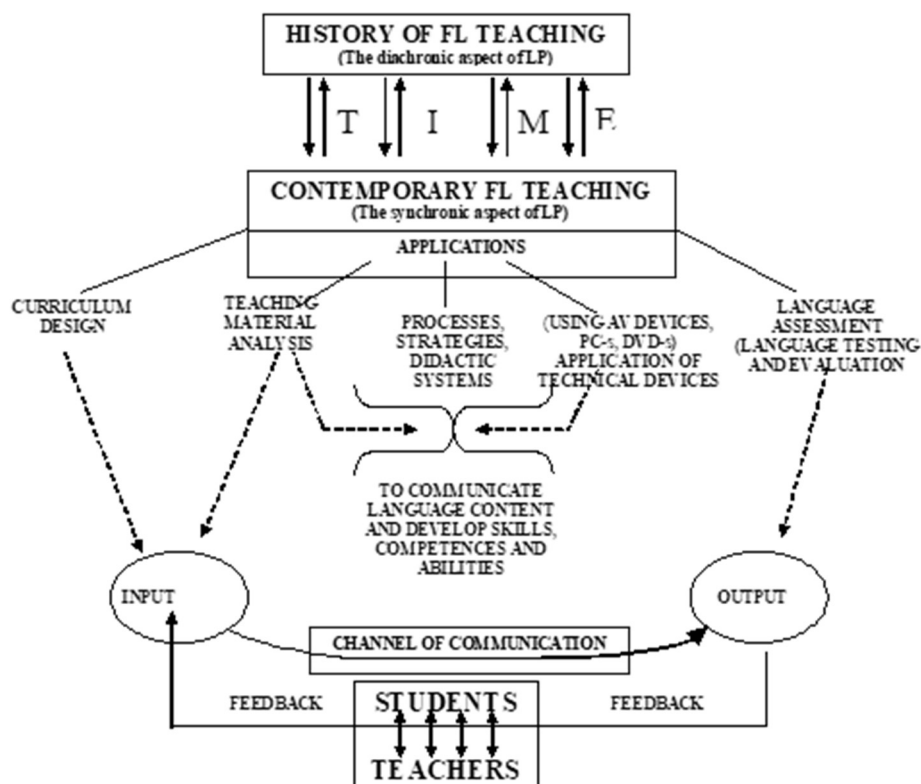 HISTORY OF FL TEACHING
(The diachronic aspect of LP)
T I M E
CONTEMPORARY FL TEACHING
(The synchronic aspect of LP)
APPLICATIONS
CURRICULUM
DESIGN
TEACHING
MATERIAL
ANALYSIS
PROCESSES,
STRATEGIES,
DIDACTIC
SYSTEMS
(USING AV DEVICES,
PC-s, DVD-s)
APPLICATION OF
TECHNICAL DEVICES
LANGUAGE
ASSESSMENT
(LANGUAGE TESTING
AND EVALUATION
TO COMMUNICATE
LANGUAGE CONTENT
AND DEVELOP SKILLS,
COMPETENCES AND
ABILITIES
INPUT
OUTPUT
CHANNEL OF COMMUNICATION
FEEDBACK
STUDENTS
FEEDBACK
TEACHERS